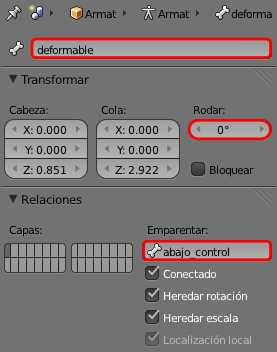 Armat Armat deforma
deformable
Transformar
Cabeza: Cola: Rodar:
X: 0.000 X: 0.000 0°
Y: 0.000 Y: 0.000
Z: 0.851 Z: 2.922 Bloquear
Relaciones
Capas: Emparentar:
abajo_control
Conectado
Heredar rotación
Heredar escala
Localización local